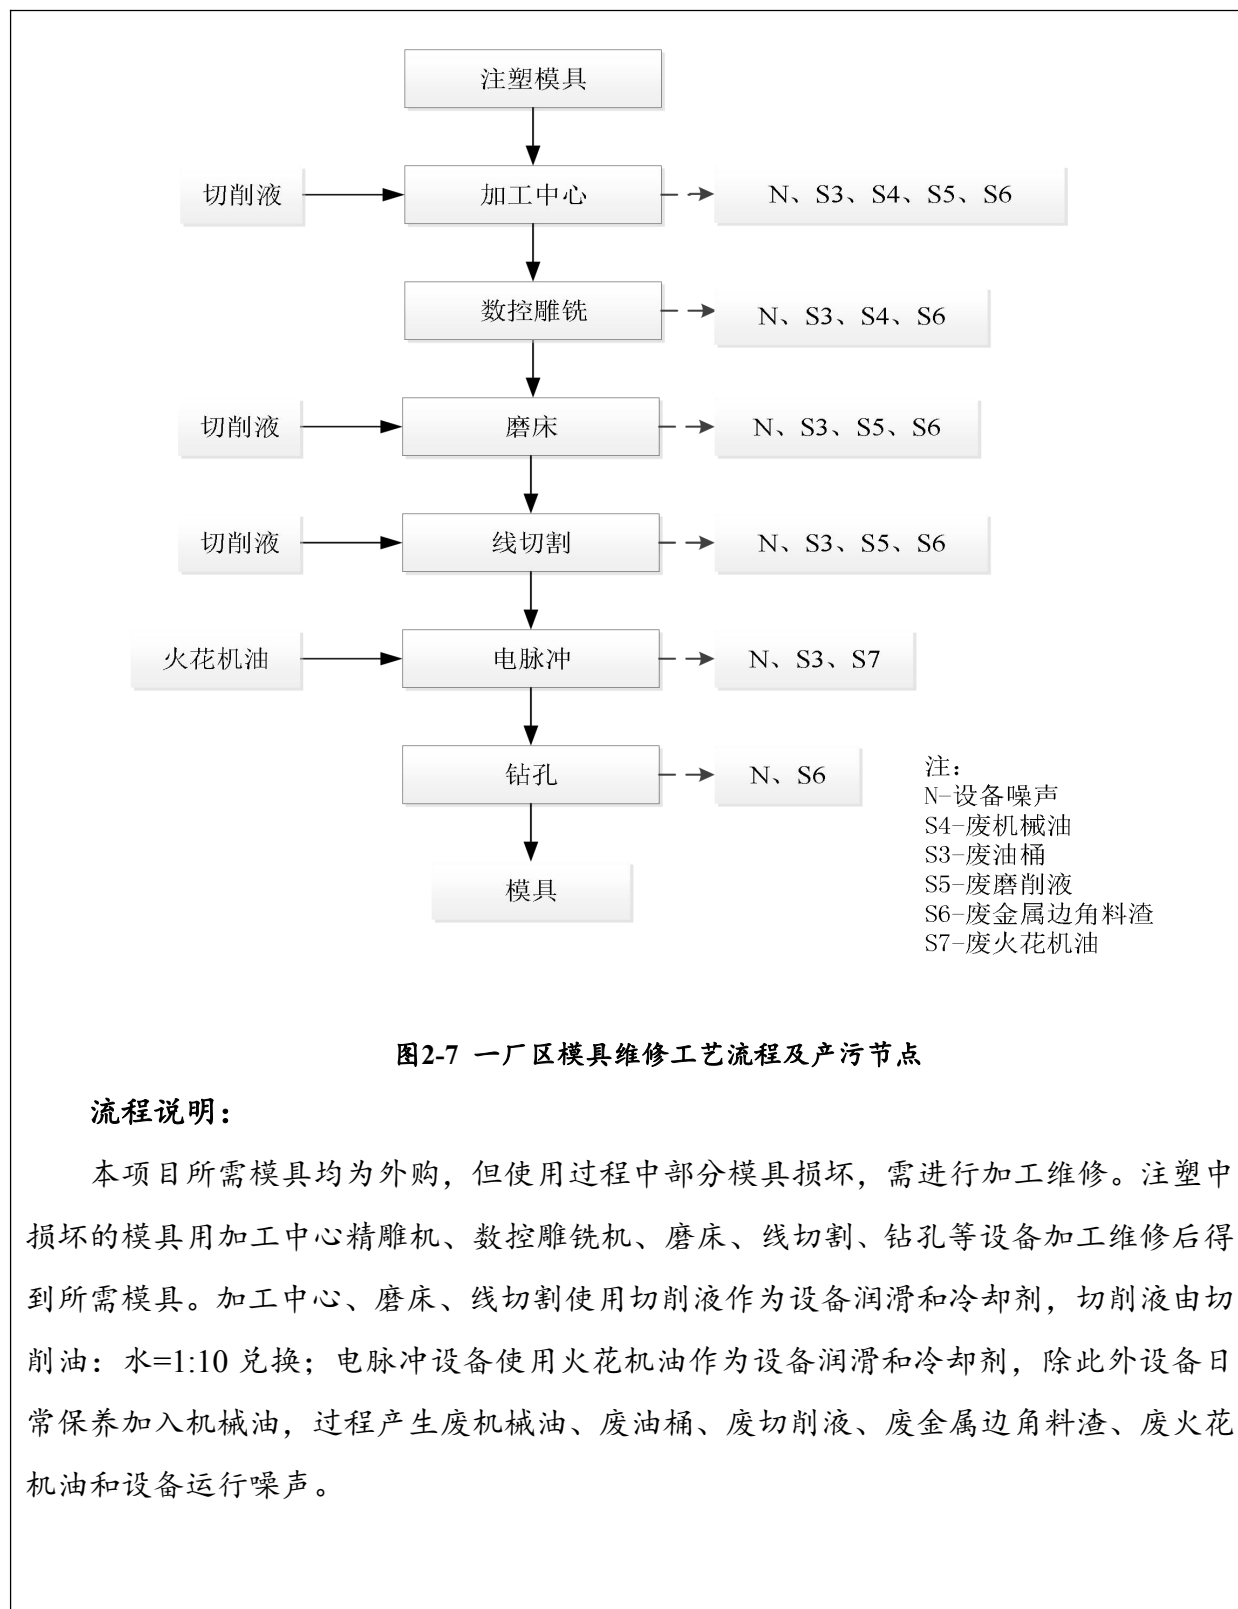 注塑模具
切削液
加工中心
N、S3、S4、S5、S6
数控雕铣
N、S3、S4、S6
切削液
磨床
N、S3、S5、S6
切削液
线切割
N、S3、S5、S6
火花机油
电脉冲
N、S3、S7
钻孔
N、S6
模具
注：
N-设备噪声
S4-废机械油
S3-废油桶
S5-废磨削液
S6-废金属边角料渣
S7-废火花机油
图2-7 一厂区模具维修工艺流程及产污节点
流程说明：
本项目所需模具均为外购，但使用过程中部分模具损坏，需进行加工维修。注塑中
损坏的模具用加工中心精雕机、数控雕铣机、磨床、线切割、钻孔等设备加工维修后得
到所需模具。加工中心、磨床、线切割使用切削液作为设备润滑和冷却剂，切削液由切
削油：水=1:10 兑换；电脉冲设备使用火花机油作为设备润滑和冷却剂，除此外设备日
常保养加入机械油，过程产生废机械油、废油桶、废切削液、废金属边角料渣、废火花
机油和设备运行噪声。